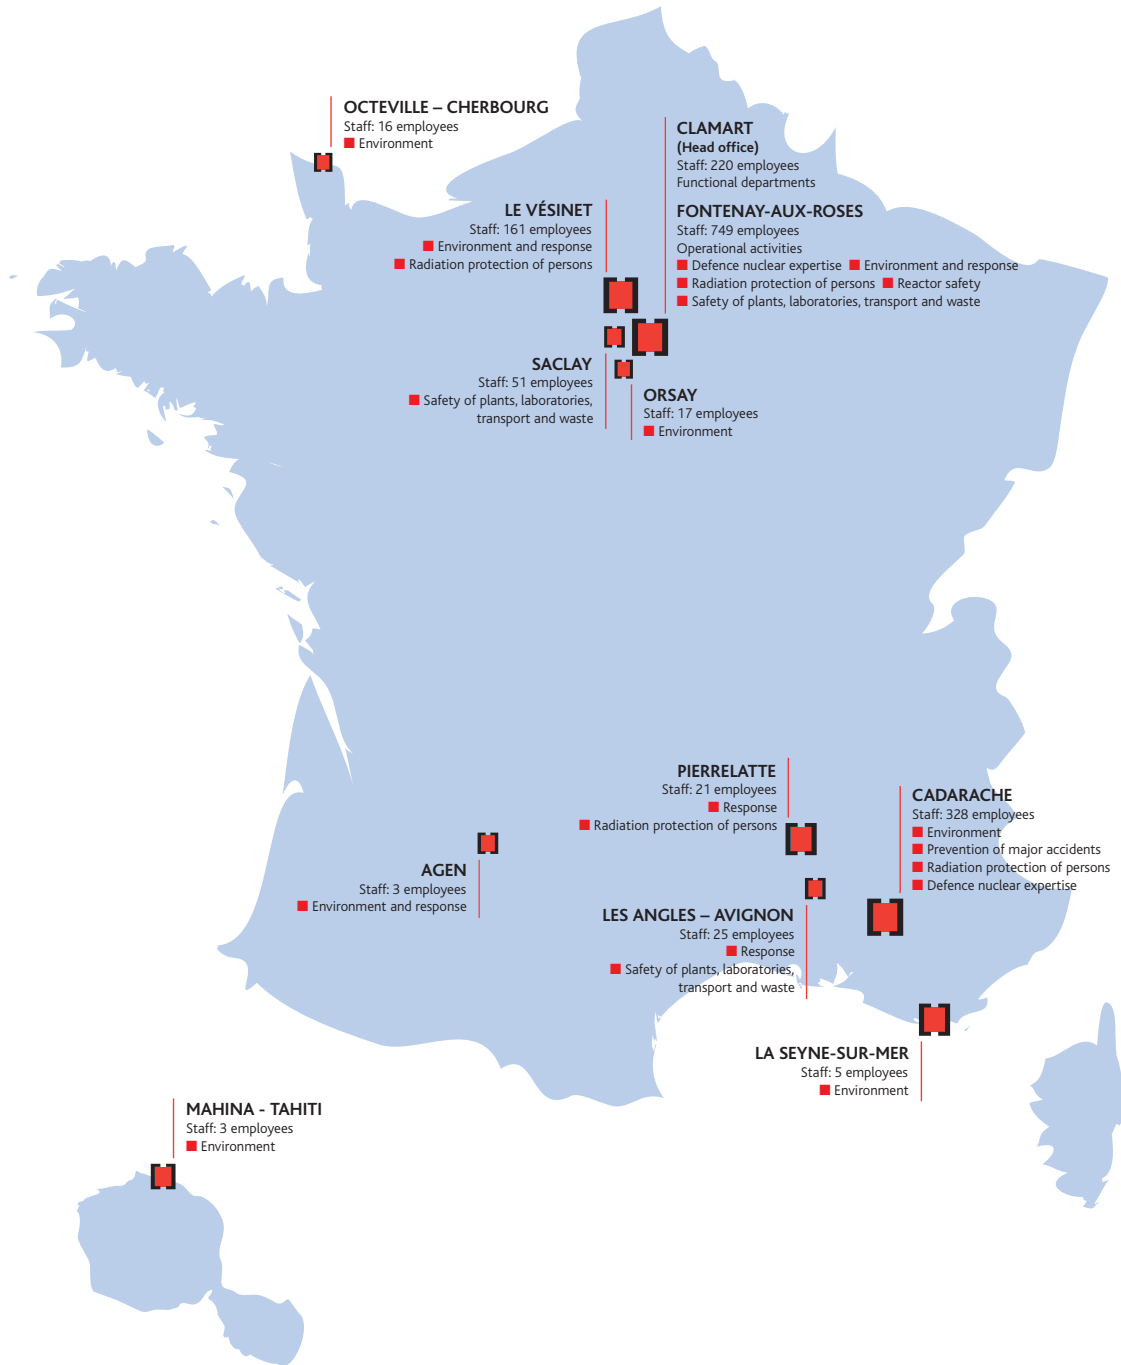 OCTEVILLE – CHERBOURG
Staff: 16 employees
Environment
CLAMART
(Head office)
Staff: 220 employees
Functional departments
LE VÉSINET
Staff: 161 employees
Environment and response
Radiation protection of persons
FONTENAY-AUX-ROSES
Staff: 749 employees
Operational activities
Defence nuclear expertise Environment and response
Radiation protection of persons Reactor safety
Safety of plants, laboratories, transport and waste
SACLAY
Staff: 51 employees
Safety of plants, laboratories,
transport and waste
ORSAY
Staff: 17 employees
Environment
PIERRELATTE
Staff: 21 employees
Response
Radiation protection of persons
CADARACHE
Staff: 328 employees
Environment
Prevention of major accidents
Radiation protection of persons
Defence nuclear expertise
AGEN
Staff: 3 employees
Environment and response
LES ANGLES – AVIGNON
Staff: 25 employees
Response
Safety of plants, laboratories,
transport and waste
LA SEYNE-SUR-MER
Staff: 5 employees
Environment
MAHINA - TAHITI
Staff: 3 employees
Environment